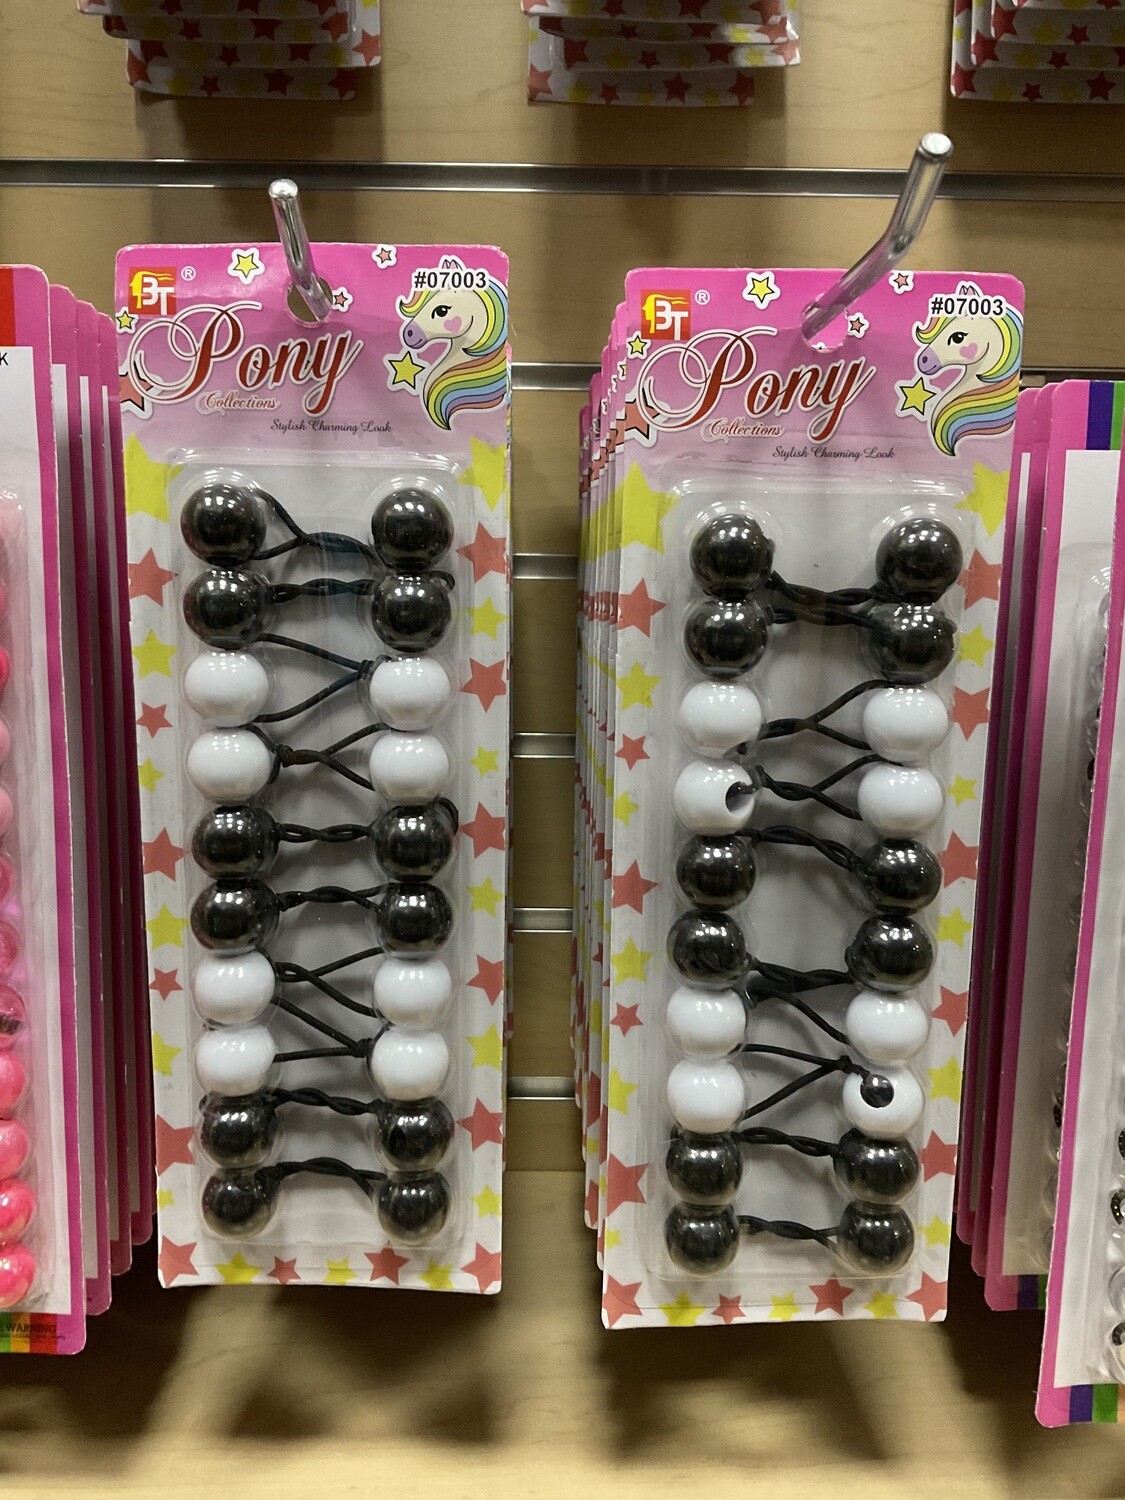 BT®
#07003
Pony
Collections
Stylish Charming Look
BT®
#07003
Pony
Collections
Stylish Charming Look
K
WARNING